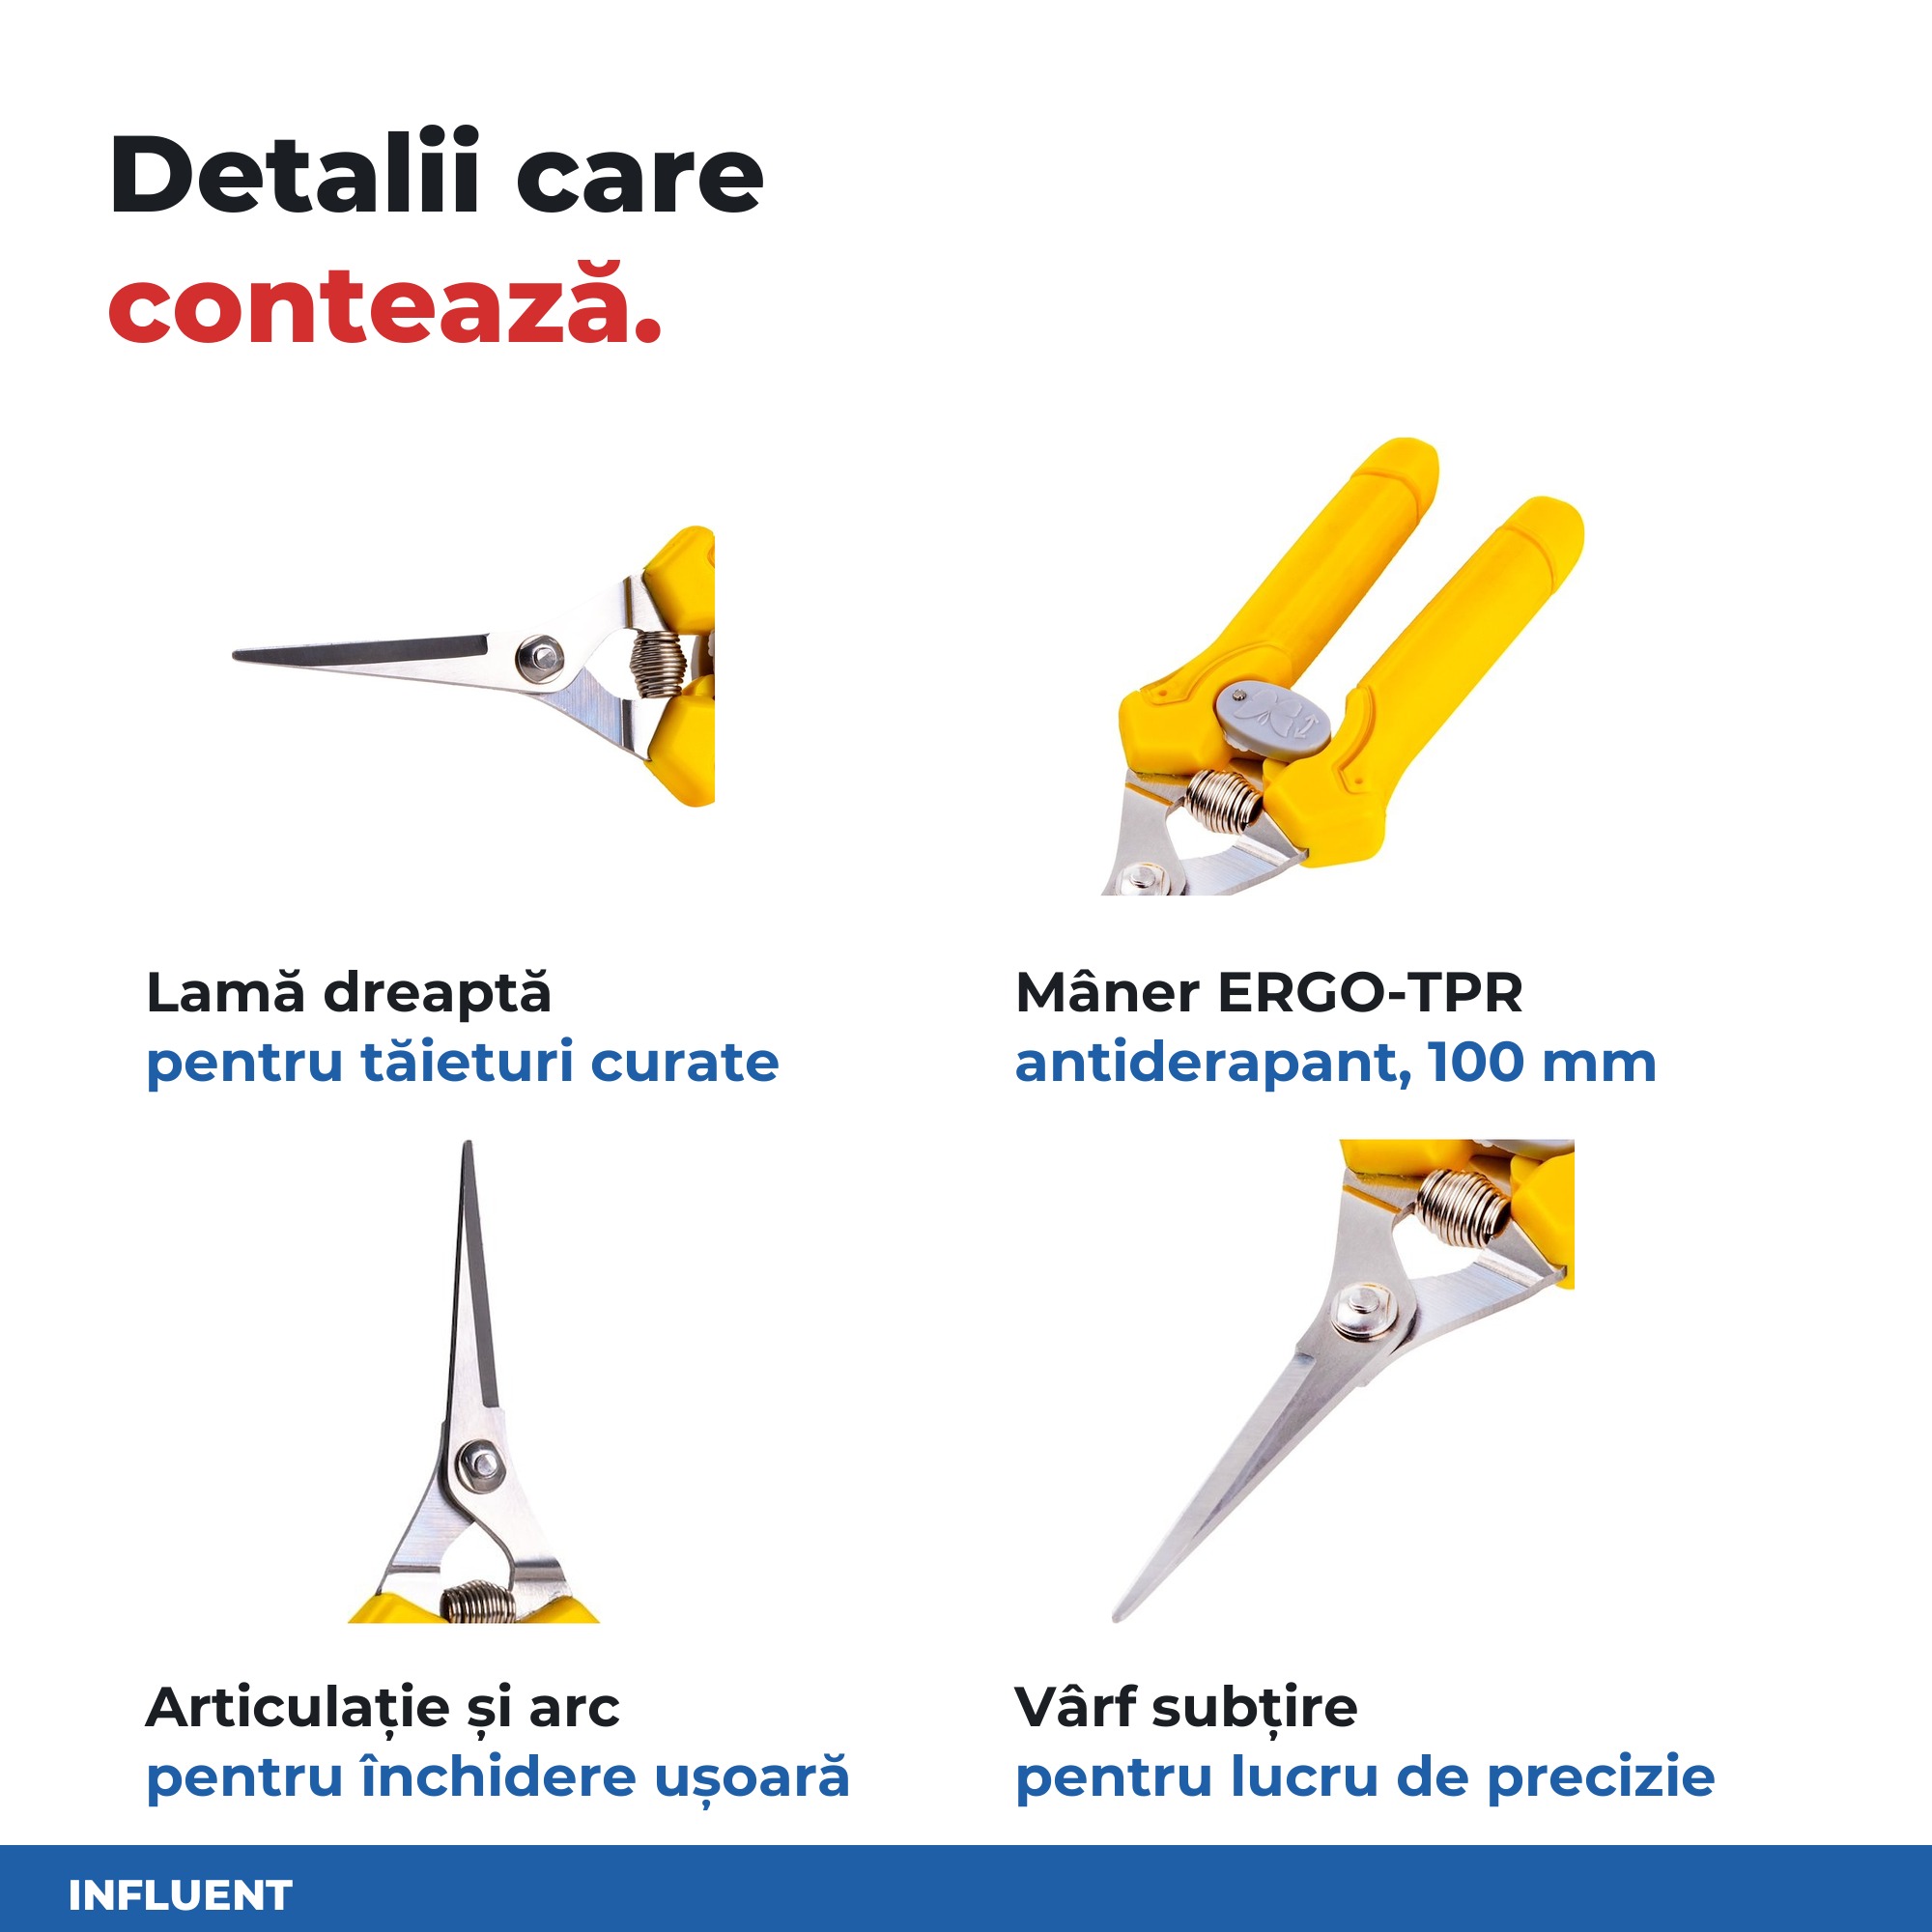 Detalii care
contează.
Lamă dreaptă
pentru tăieturi curate
Mâner ERGO-TPR
antiderapant, 100 mm
Articulație și arc
pentru închidere ușoară
Vârf subțire
pentru lucru de precizie
INFLUENT